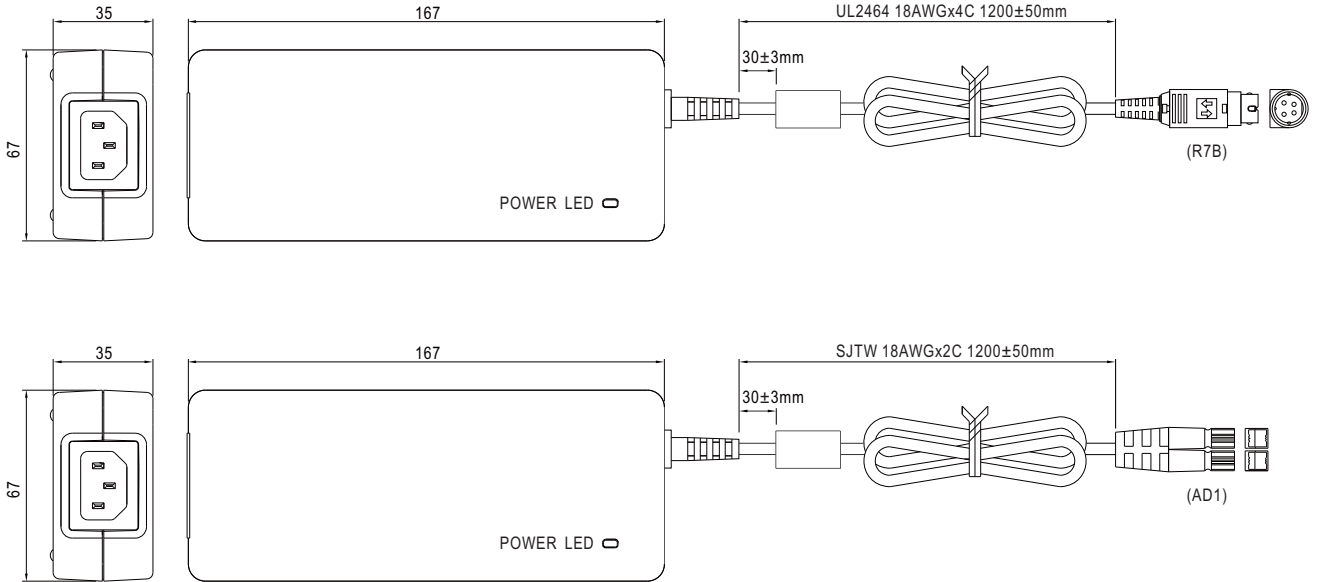 35
167
UL2464 18AWGx4C 1200±50mm
30±3mm
67
(R7B)
POWER LED
35
167
SJTW 18AWGx2C 1200±50mm
30±3mm
67
(AD1)
POWER LED